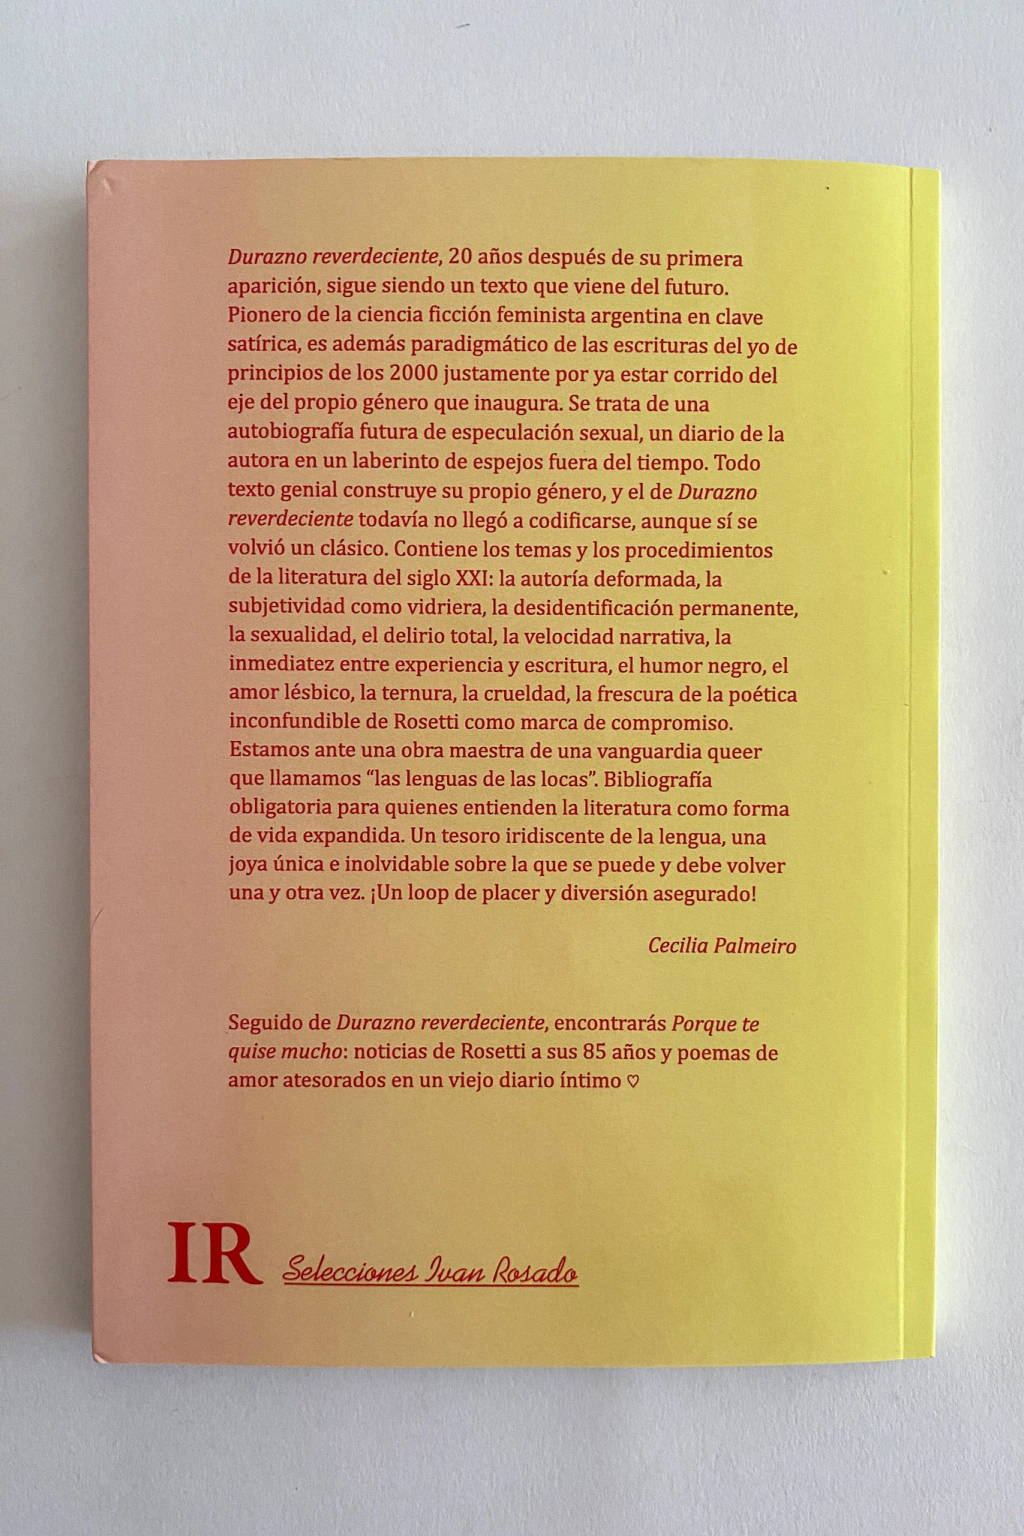 Durazno reverdeciente, 20 años después de su primera
aparición, sigue siendo un texto que viene del futuro.
Pionero de la ciencia ficción feminista argentina en clave
satírica, es además paradigmático de las escrituras del yo de
principios de los 2000 justamente por ya estar corrido del
eje del propio género que inaugura. Se trata de una
autobiografía futura de especulación sexual, un diario de la
autora en un laberinto de espejos fuera del tiempo. Todo
texto genial construye su propio género, y el de Durazno
reverdeciente todavía no llegó a codificarse, aunque sí se
volvió un clásico. Contiene los temas y los procedimientos
de la literatura del siglo XXI: la autoría deformada, la
subjetividad como vidriera, la desidentificación permanente,
la sexualidad, el delirio total, la velocidad narrativa, la
inmediatez entre experiencia y escritura, el humor negro, el
amor lésbico, la ternura, la crueldad, la frescura de la poética
inconfundible de Rosetti como marca de compromiso.
Estamos ante una obra maestra de una vanguardia queer
que llamamos “las lenguas de las locas”. Bibliografía
obligatoria para quienes entienden la literatura como forma
de vida expandida. Un tesoro iridiscente de la lengua, una
joya única e inolvidable sobre la que se puede y debe volver
una y otra vez. ¡Un loop de placer y diversión asegurado!
Cecilia Palmeiro
Seguido de Durazno reverdeciente, encontrarás Porque te
quise mucho: noticias de Rosetti a sus 85 años y poemas de
amor atesorados en un viejo diario íntimo ♡
IR Selecciones Ivan Rosado